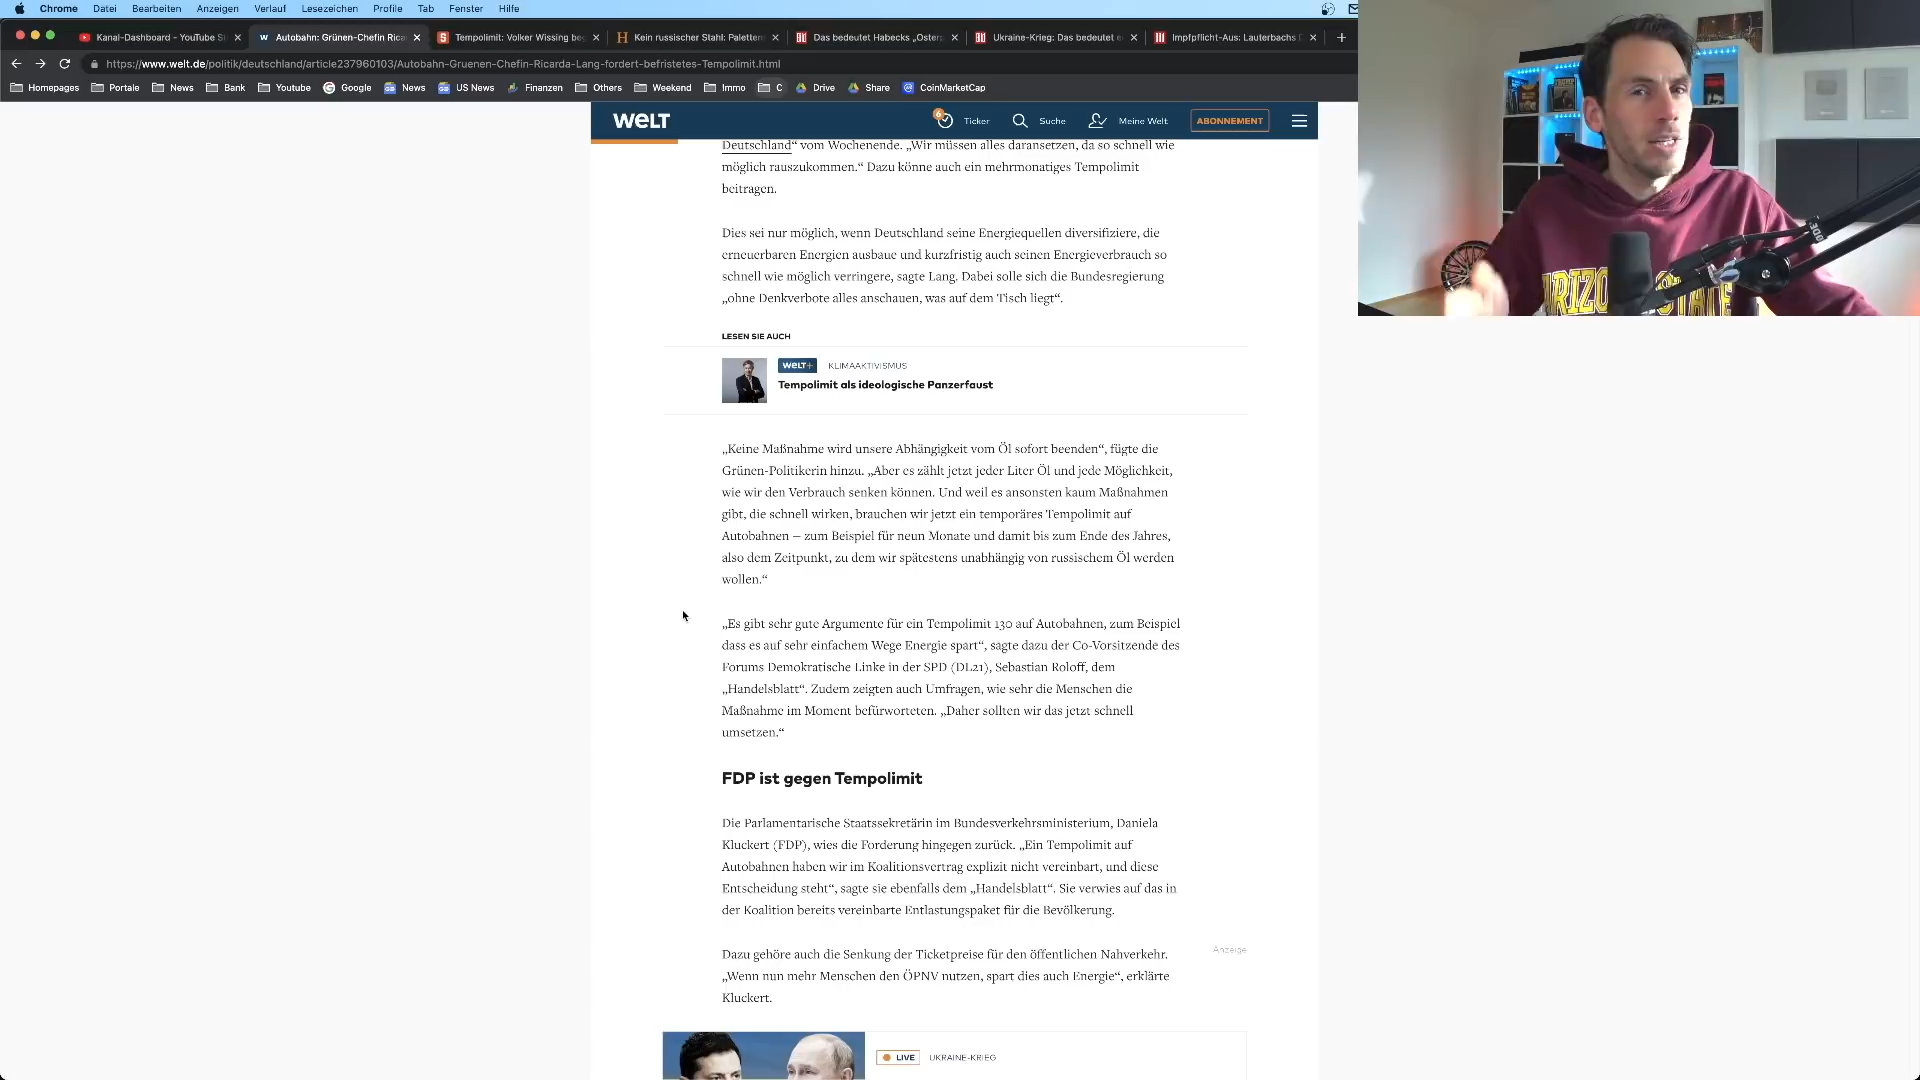 Chrome Datei Bearbeiten Anzeigen Verlauf Lesezeichen Profile Tab Fenster Hilfe
Kanal-Dashboard - YouTube S
Autobahn: Grünen-Chefin Rica
Tempolimit: Volker Wissing be
Kein russischer Stahl: Palette
Das bedeutet Habecks „Oster
Ukraine-Krieg: Das bedeutet e
Impfpflicht-Aus: Lauterbachs
https://www.welt.de/politik/deutschland/article237960103/Autobahn-Gruenen-Chefin-Ricarda-Lang-fordert-befristetes-Tempolimit.html
Homepages Portale News Bank Youtube Google News US News Finanzen Others Weekend Immo C Drive Share CoinMarketCap
WELT
6 Ticker Suche Meine Welt ABONNEMENT
Deutschland“ vom Wochenende. „Wir müssen alles daransetzen, da so schnell wie
möglich rauszukommen.“ Dazu könne auch ein mehrmonatiges Tempolimit
beitragen.
Dies sei nur möglich, wenn Deutschland seine Energiequellen diversifiziere, die
erneuerbaren Energien ausbaue und kurzfristig auch seinen Energieverbrauch so
schnell wie möglich verringere, sagte Lang. Dabei solle sich die Bundesregierung
„ohne Denkverbote alles anschauen, was auf dem Tisch liegt“.
LESEN SIE AUCH
WELT+ KLIMAAKTIVISMUS
Tempolimit als ideologische Panzerfaust
„Keine Maßnahme wird unsere Abhängigkeit vom Öl sofort beenden“, fügte die
Grünen-Politikerin hinzu. „Aber es zählt jetzt jeder Liter Öl und jede Möglichkeit,
wie wir den Verbrauch senken können. Und weil es ansonsten kaum Maßnahmen
gibt, die schnell wirken, brauchen wir jetzt ein temporäres Tempolimit auf
Autobahnen – zum Beispiel für neun Monate und damit bis zum Ende des Jahres,
also dem Zeitpunkt, zu dem wir spätestens unabhängig von russischem Öl werden
wollen.“
„Es gibt sehr gute Argumente für ein Tempolimit 130 auf Autobahnen, zum Beispiel
dass es auf sehr einfachem Wege Energie spart“, sagte dazu der Co-Vorsitzende des
Forums Demokratische Linke in der SPD (DL21), Sebastian Roloff, dem
„Handelsblatt“. Zudem zeigten auch Umfragen, wie sehr die Menschen die
Maßnahme im Moment befürworteten. „Daher sollten wir das jetzt schnell
umsetzen.“
FDP ist gegen Tempolimit
Die Parlamentarische Staatssekretärin im Bundesverkehrsministerium, Daniela
Kluckert (FDP), wies die Forderung hingegen zurück. „Ein Tempolimit auf
Autobahnen haben wir im Koalitionsvertrag explizit nicht vereinbart, und diese
Entscheidung steht“, sagte sie ebenfalls dem „Handelsblatt“. Sie verwies auf das in
der Koalition bereits vereinbarte Entlastungspaket für die Bevölkerung.
Dazu gehöre auch die Senkung der Ticketpreise für den öffentlichen Nahverkehr.
„Wenn nun mehr Menschen den ÖPNV nutzen, spart dies auch Energie“, erklärte
Kluckert.
Anzeige
LIVE UKRAINE-KRIEG